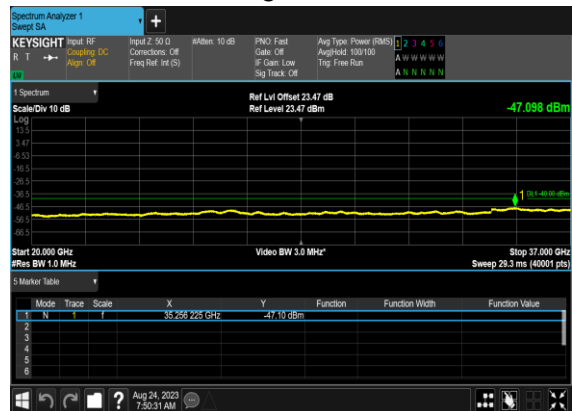 Spectrum Analyzer 1
Swept SA
KEYSIGHT Input: RF Input Z: 50 Ω #Atten: 10 dB PNO: Fast Avg Type: Power (RMS) 1 2 3 4 5 6
R T Coupling: DC Corrections: Off Gate: Off Avg|Hold: 100/100 A W W W W W
Align: Off Freq Ref: Int (S) IF Gain: Low Trig: Free Run
LV Sig Track: Off A N N N N N
1 Spectrum Ref Lvl Offset 23.47 dB
Scale/Div 10 dB Ref Level 23.47 dBm -47.098 dBm
Log
13.5
3.47
-6.53
-16.5
-26.5
-36.5 1 DL1 -40.00 dBm
-46.5
-56.5
-66.5
Start 20.000 GHz Video BW 3.0 MHz* Stop 37.000 GHz
#Res BW 1.0 MHz Sweep 29.3 ms (40001 pts)
5 Marker Table
Mode Trace Scale X Y Function Function Width Function Value
1 N 1 f 35.256 225 GHz -47.10 dBm
2
3
4
5
6
? Aug 24, 2023
7:50:31 AM